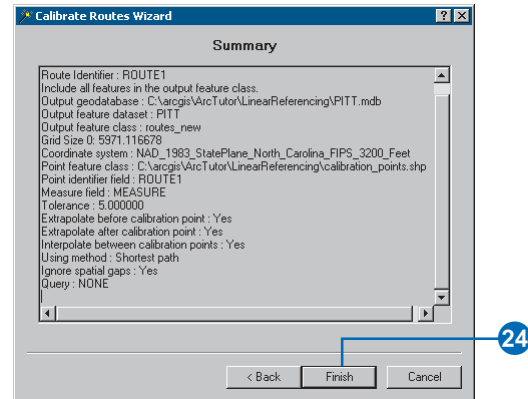 Calibrate Routes Wizard
Summary
Route Identifier : ROUTE1
Include all features in the output feature class.
Output geodatabase : C:\arcgis\ArcTutor\LinearReferencing\PITT.mdb
Output feature dataset : PITT
Output feature class : routes_new
Grid Size 0: 5971.116678
Coordinate system : NAD_1983_StatePlane_North_Carolina_FIPS_3200_Feet
Point feature class : C:\arcgis\ArcTutor\LinearReferencing\calibration_points.shp
Point identifier field : ROUTE1
Measure field : MEASURE
Tolerance : 5.000000
Extrapolate before calibration point : Yes
Extrapolate after calibration point : Yes
Interpolate between calibration points : Yes
Using method : Shortest path
Ignore spatial gaps : Yes
Query : NONE
24
< Back Finish Cancel